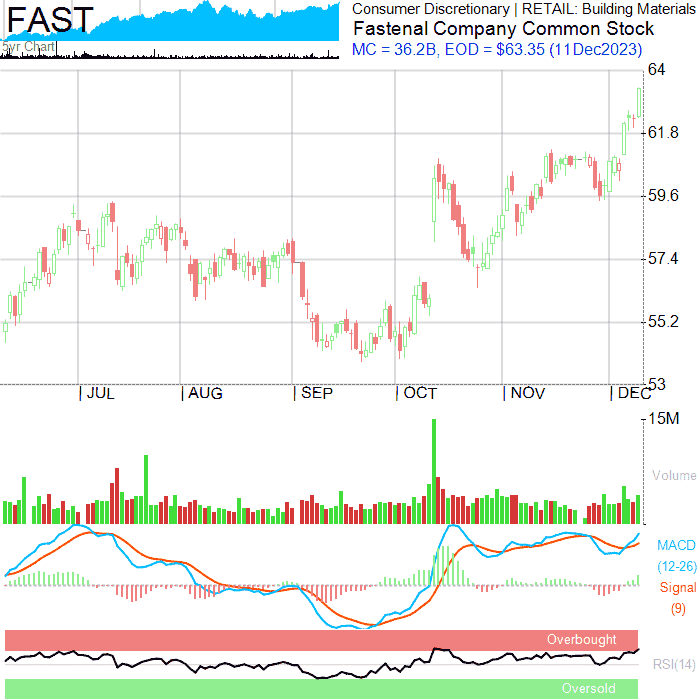 FAST
5yr Chart
Consumer Discretionary | RETAIL: Building Materials
Fastenal Company Common Stock
MC = 36.2B, EOD = $63.35 (11Dec2023)
64
61.8
59.6
57.4
55.2
53
| JUL | AUG | SEP | OCT | NOV | DEC
15M
Volume
MACD
(12-26)
Signal
(9)
Overbought
RSI(14)
Oversold